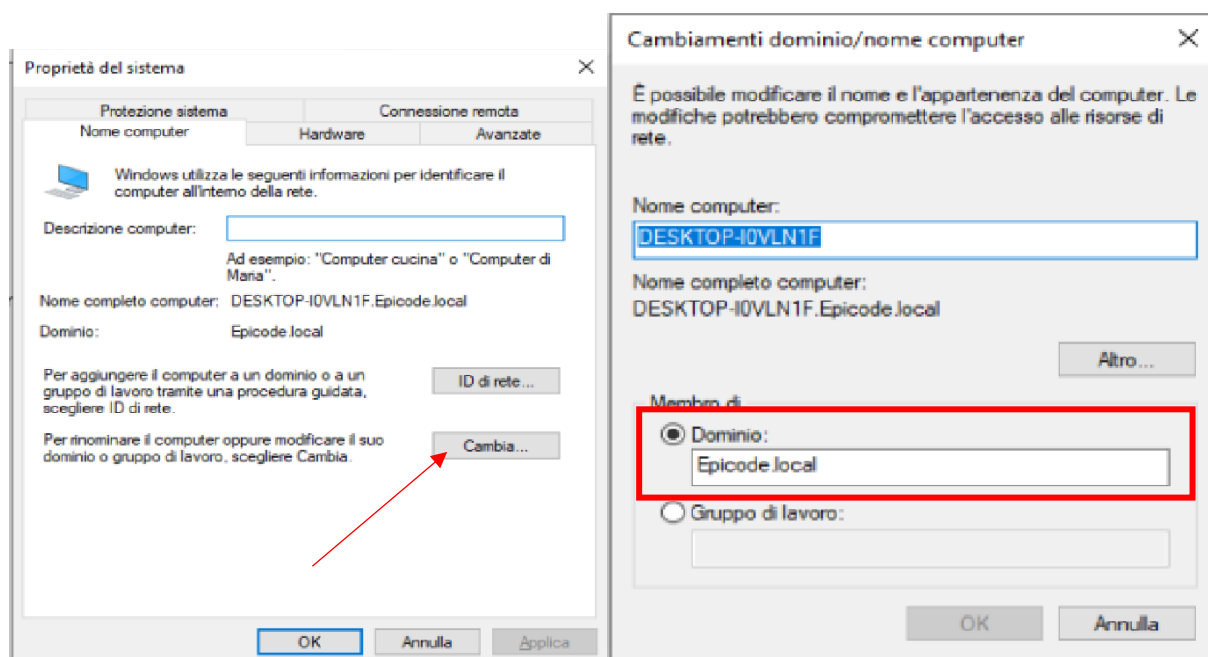 Proprietà del sistema
Protezione sistema
Connessione remota
Nome computer
Hardware
Avanzate
Windows utilizza le seguenti informazioni per identificare il
computer all'interno della rete.
Descrizione computer:
Ad esempio: "Computer cucina" o "Computer di
Maria".
Nome completo computer: DESKTOP-I0VLN1F.Epicode.local
Dominio: Epicode.local
Per aggiungere il computer a un dominio o a un
gruppo di lavoro tramite una procedura guidata,
scegliere ID di rete.
ID di rete...
Per rinominare il computer oppure modificare il suo
dominio o gruppo di lavoro, scegliere Cambia.
Cambia...
OK
Annulla
Applica
Cambiamenti dominio/nome computer
È possibile modificare il nome e l'appartenenza del computer. Le
modifiche potrebbero compromettere l'accesso alle risorse di
rete.
Nome computer:
DESKTOP-I0VLN1F
Nome completo computer:
DESKTOP-I0VLN1F.Epicode.local
Altro...
Membro di
Dominio:
Epicode.local
Gruppo di lavoro:
OK
Annulla